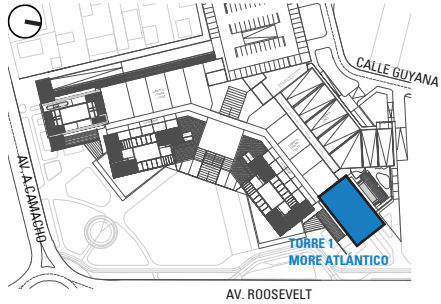 CALLE GUYANA
AV. A.CAMACHO
TORRE 1
MORE ATLÁNTICO
AV. ROOSEVELT